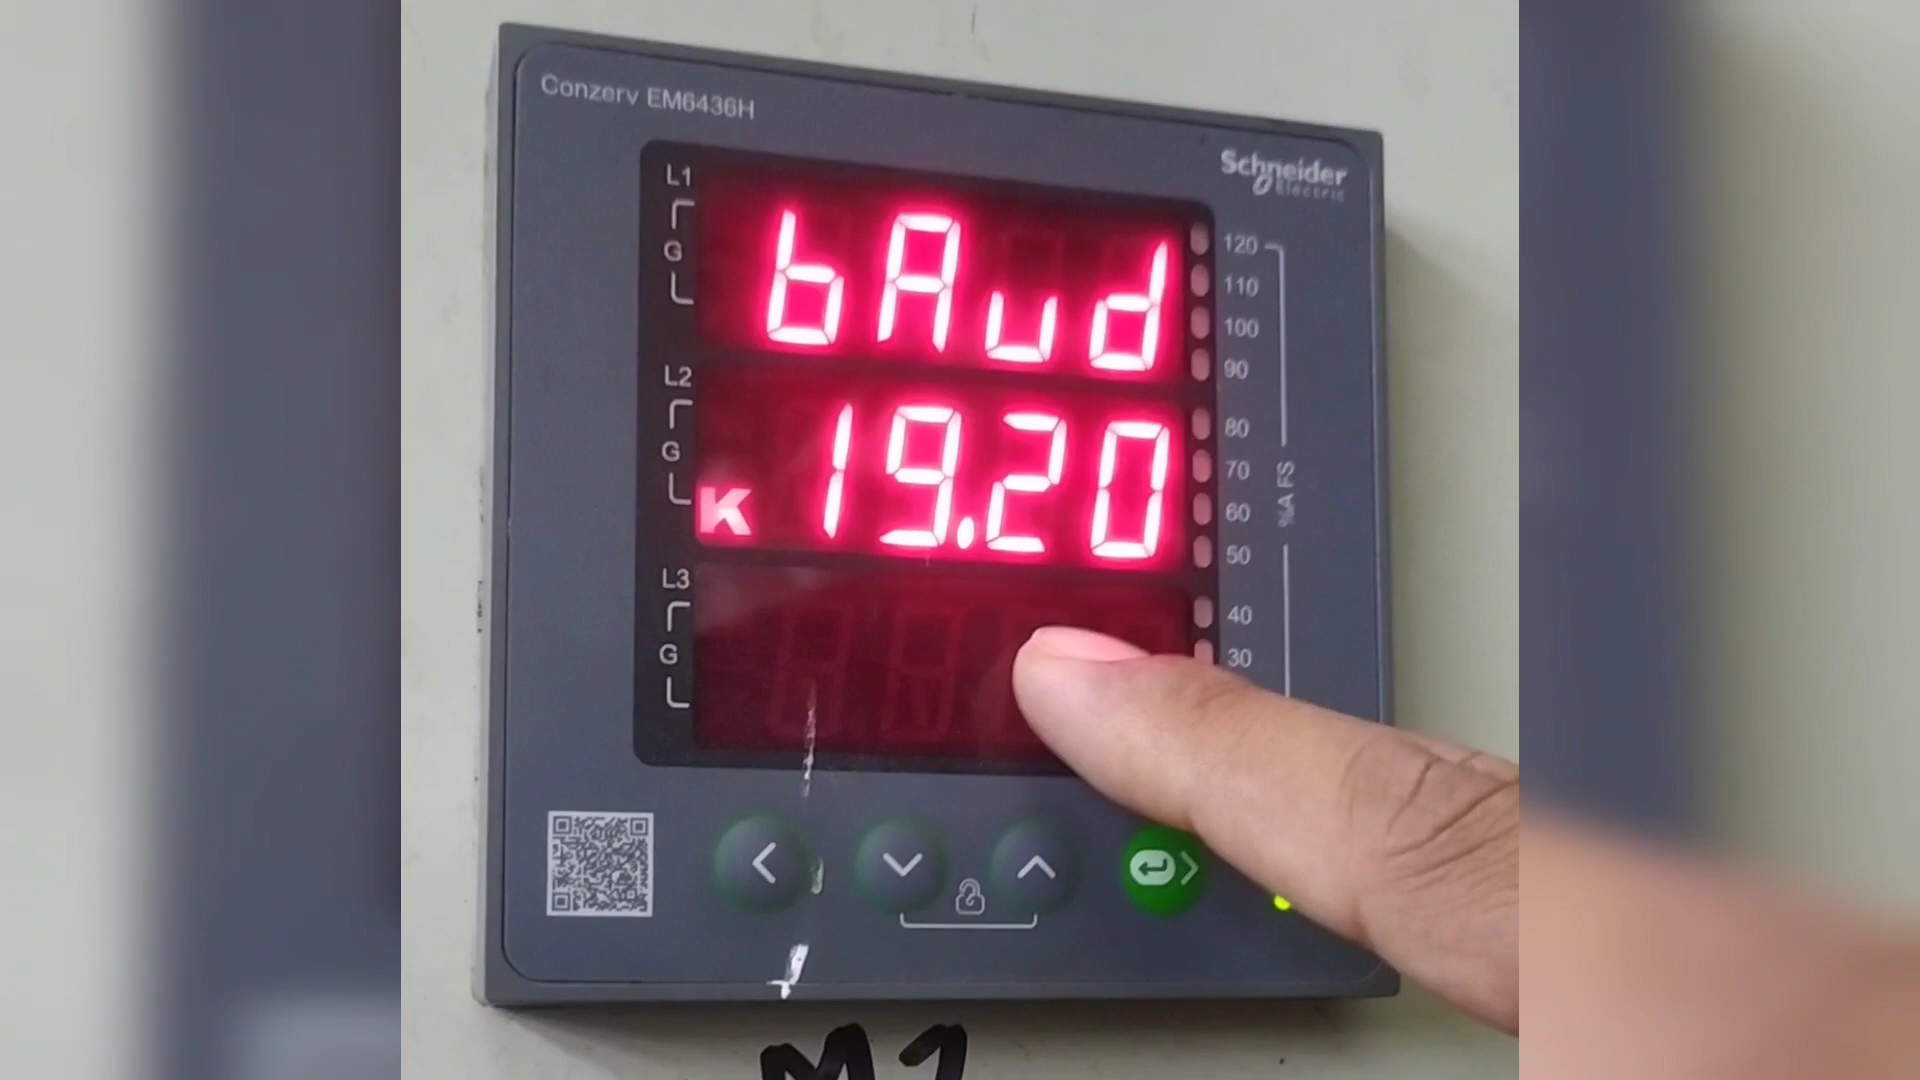 Conzerv EM6436H
Schneider
Electric
L1
G
bAud
120
110
100
90
L2
G
K 19.20
80
70
60
50
%A FS
L3
G
40
30
M1